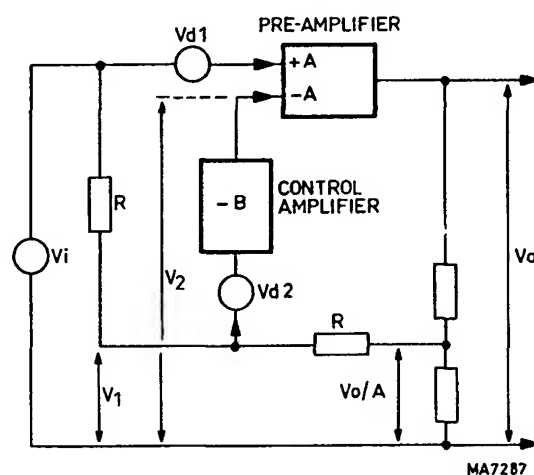 PRE-AMPLIFIER
Vd1
+A
-A
R
-B
CONTROL
AMPLIFIER
Vi
V2
Vd2
Vo
R
V1
Vo/A
MA7287